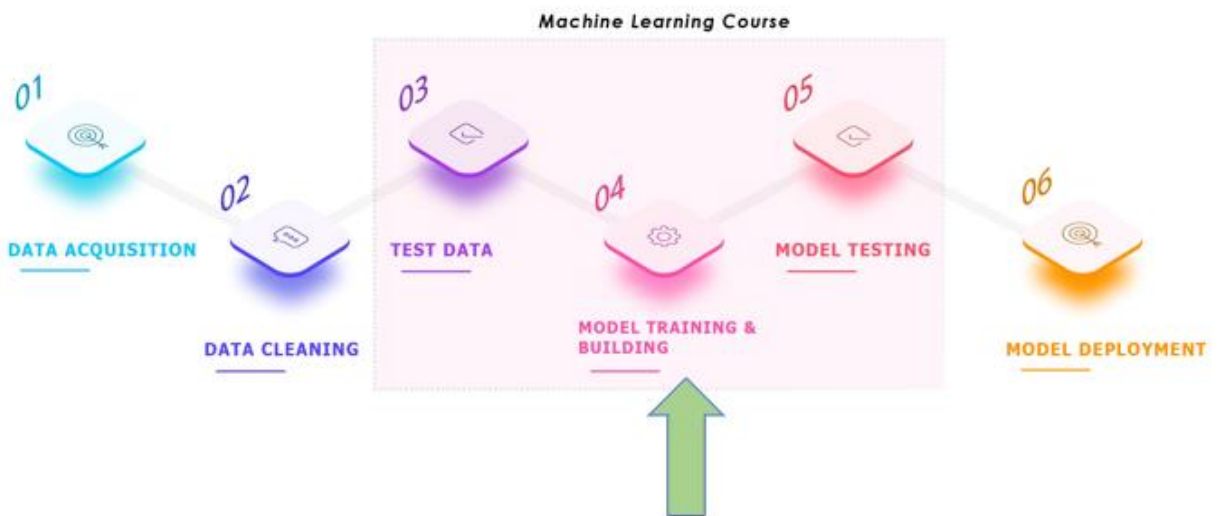 Machine Learning Course
01
DATA ACQUISITION
02
DATA CLEANING
03
TEST DATA
04
MODEL TRAINING &
BUILDING
05
MODEL TESTING
06
MODEL DEPLOYMENT